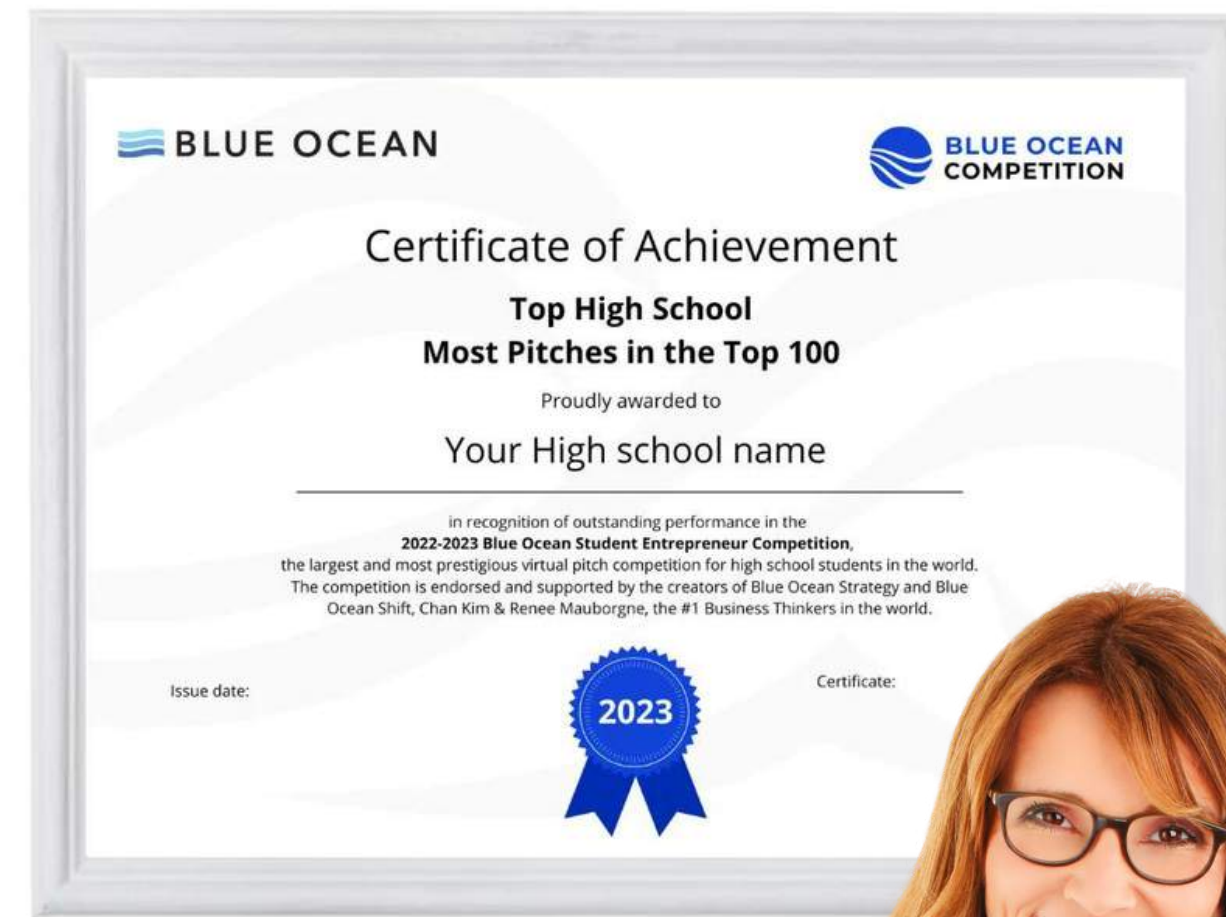 BLUE OCEAN
BLUE OCEAN
COMPETITION
Certificate of Achievement
Top High School
Most Pitches in the Top 100
Proudly awarded to
Your High school name
in recognition of outstanding performance in the
2022-2023 Blue Ocean Student Entrepreneur Competition,
the largest and most prestigious virtual pitch competition for high school students in the world.
The competition is endorsed and supported by the creators of Blue Ocean Strategy and Blue
Ocean Shift, Chan Kim & Renee Mauborgne, the #1 Business Thinkers in the world.
Issue date:
2023
Certificate: